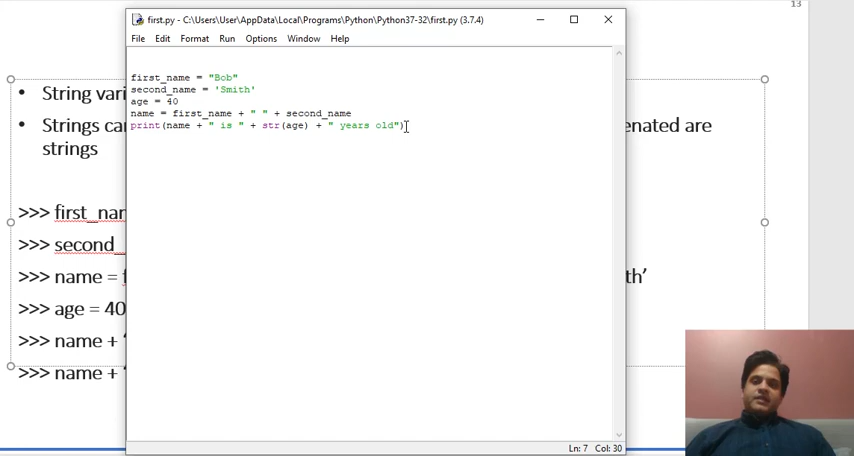 13
first.py - C:\Users\User\AppData\Local\Programs\Python\Python37-32\first.py (3.7.4)
File Edit Format Run Options Window Help
first_name = "Bob"
second_name = 'Smith'
age = 40
name = first_name + " " + second_name
print(name + " is " + str(age) + " years old")
• String vari
• Strings ca enated are
strings
>>> first_nar
>>> second_
>>> name = f th’
>>> age = 40
>>> name + ‘
>>> name + ‘
Ln: 7 Col: 30